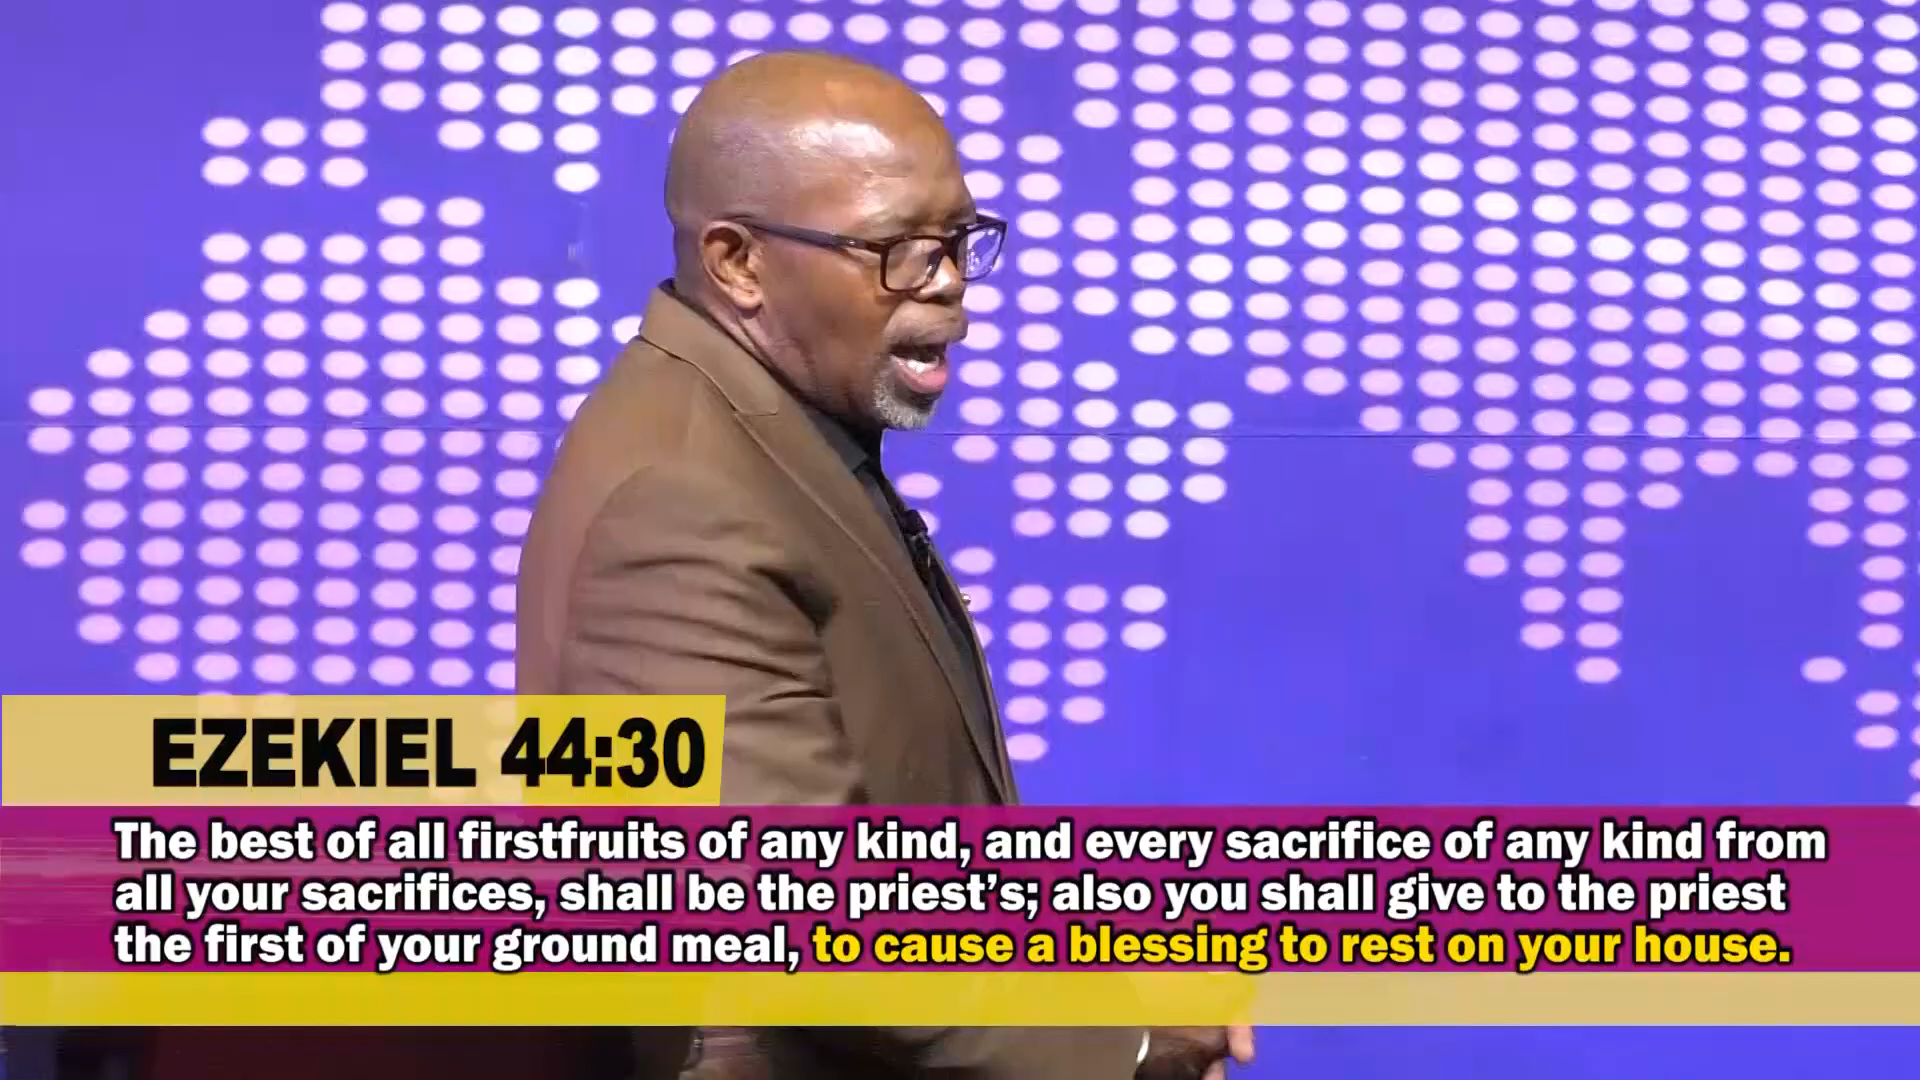 EZEKIEL 44:30
The best of all firstfruits of any kind, and every sacrifice of any kind from
all your sacrifices, shall be the priest’s; also you shall give to the priest
the first of your ground meal, to cause a blessing to rest on your house.